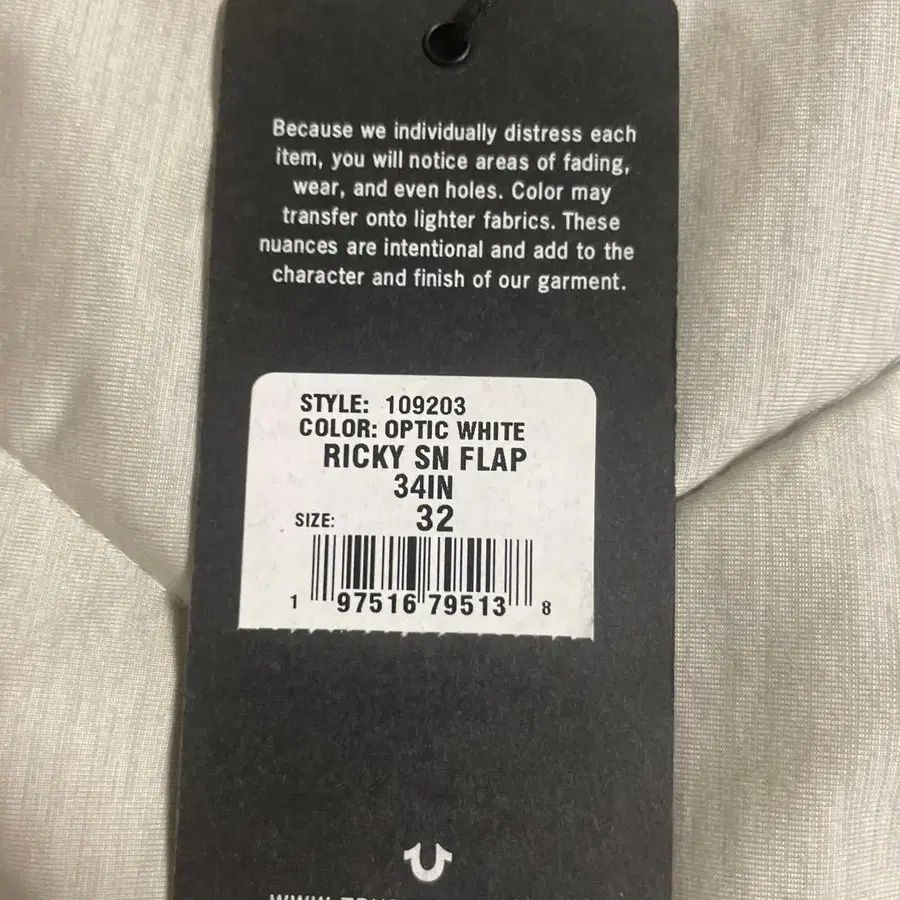 Because we individually distress each
item, you will notice areas of fading,
wear, and even holes. Color may
transfer onto lighter fabrics. These
nuances are intentional and add to the
character and finish of our garment.
STYLE: 109203
COLOR: OPTIC WHITE
RICKY SN FLAP
34IN
SIZE: 32
1 97516 79513 8